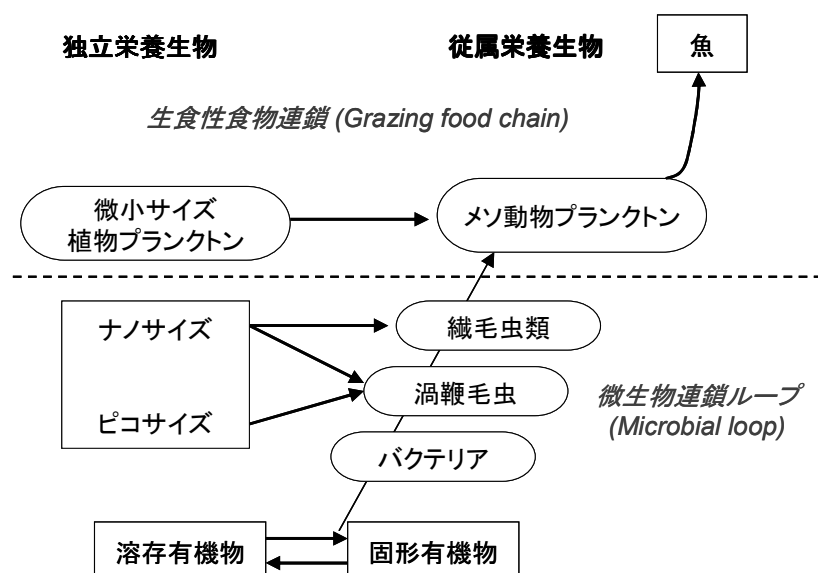 独立栄養生物
従属栄養生物
魚
生食性食物連鎖 (Grazing food chain)
微小サイズ
植物プランクトン
メソ動物プランクトン
ナノサイズ
繊毛虫類
渦鞭毛虫
微生物連鎖ループ
(Microbial loop)
ピコサイズ
バクテリア
溶存有機物
固形有機物